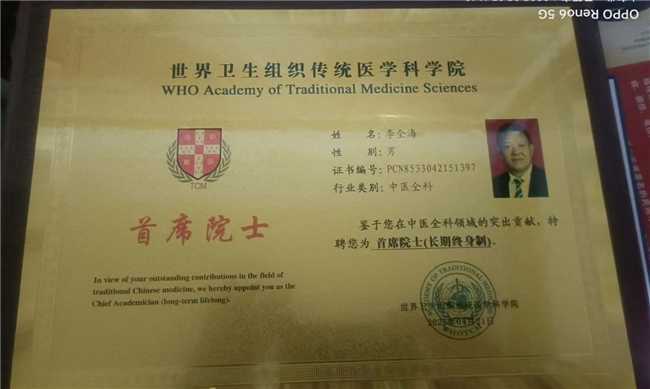 OPPO Reno6 5G
世界卫生组织传统医学科学院
WHO Academy of Traditional Medicine Sciences
姓 名：李全海
性 别：男
证书编号：PCN8533042151397
行业类别：中医全科
TCM
首席院士
鉴于您在中医全科领域的突出贡献，特
聘您为 首席院士(长期终身制)。
In view of your outstanding contributions in the field of
traditional Chinese medicine, we hereby appoint you as the
Chief Academician (long-term lifelong).
ACADEMY OF TRADITIONAL MEDICINE
WHOTCM
世界卫生组织传统医学科学院